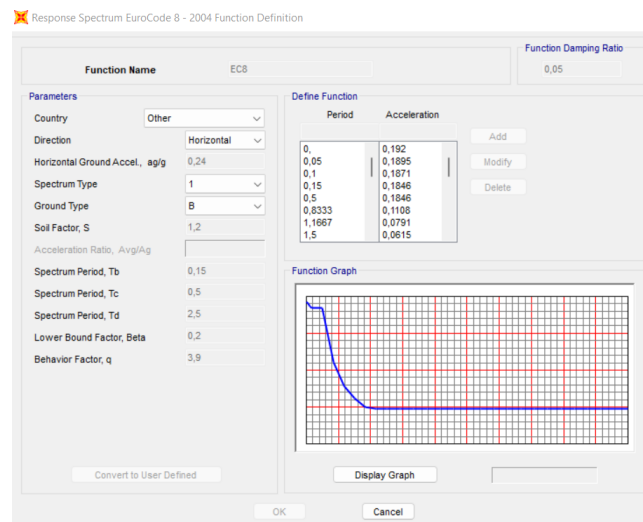 Response Spectrum EuroCode 8 - 2004 Function Definition
Function Damping Ratio
Function Name EC8 0,05
Parameters
Country Other
Direction Horizontal
Horizontal Ground Accel., ag/g 0,24
Spectrum Type 1
Ground Type B
Soil Factor, S 1,2
Acceleration Ratio, Avg/Ag
Spectrum Period, Tb 0,15
Spectrum Period, Tc 0,5
Spectrum Period, Td 2,5
Lower Bound Factor, Beta 0,2
Behavior Factor, q 3,9
Convert to User Defined
Define Function
Period Acceleration
0, 0,192
0,05 0,1895
0,1 0,1871
0,15 0,1846
0,5 0,1846
0,8333 0,1108
1,1667 0,0791
1,5 0,0615
Add
Modify
Delete
Function Graph
Display Graph
OK Cancel